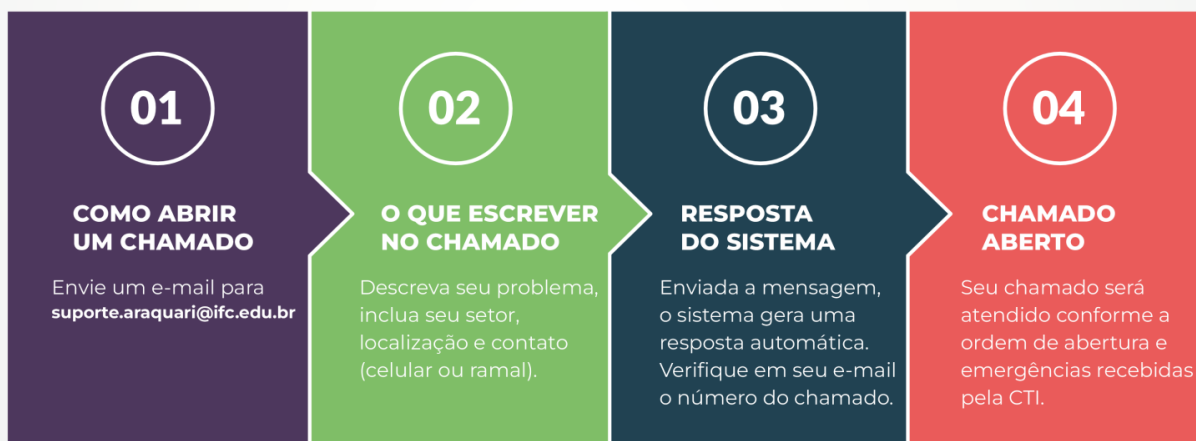 01
COMO ABRIR
UM CHAMADO
Envie um e-mail para
suporte.araquari@ifc.edu.br
02
O QUE ESCREVER
NO CHAMADO
Descreva seu problema,
inclua seu setor,
localização e contato
(celular ou ramal).
03
RESPOSTA
DO SISTEMA
Enviada a mensagem,
o sistema gera uma
resposta automática.
Verifique em seu e-mail
o número do chamado.
04
CHAMADO
ABERTO
Seu chamado será
atendido conforme a
ordem de abertura e
emergências recebidas
pela CTI.